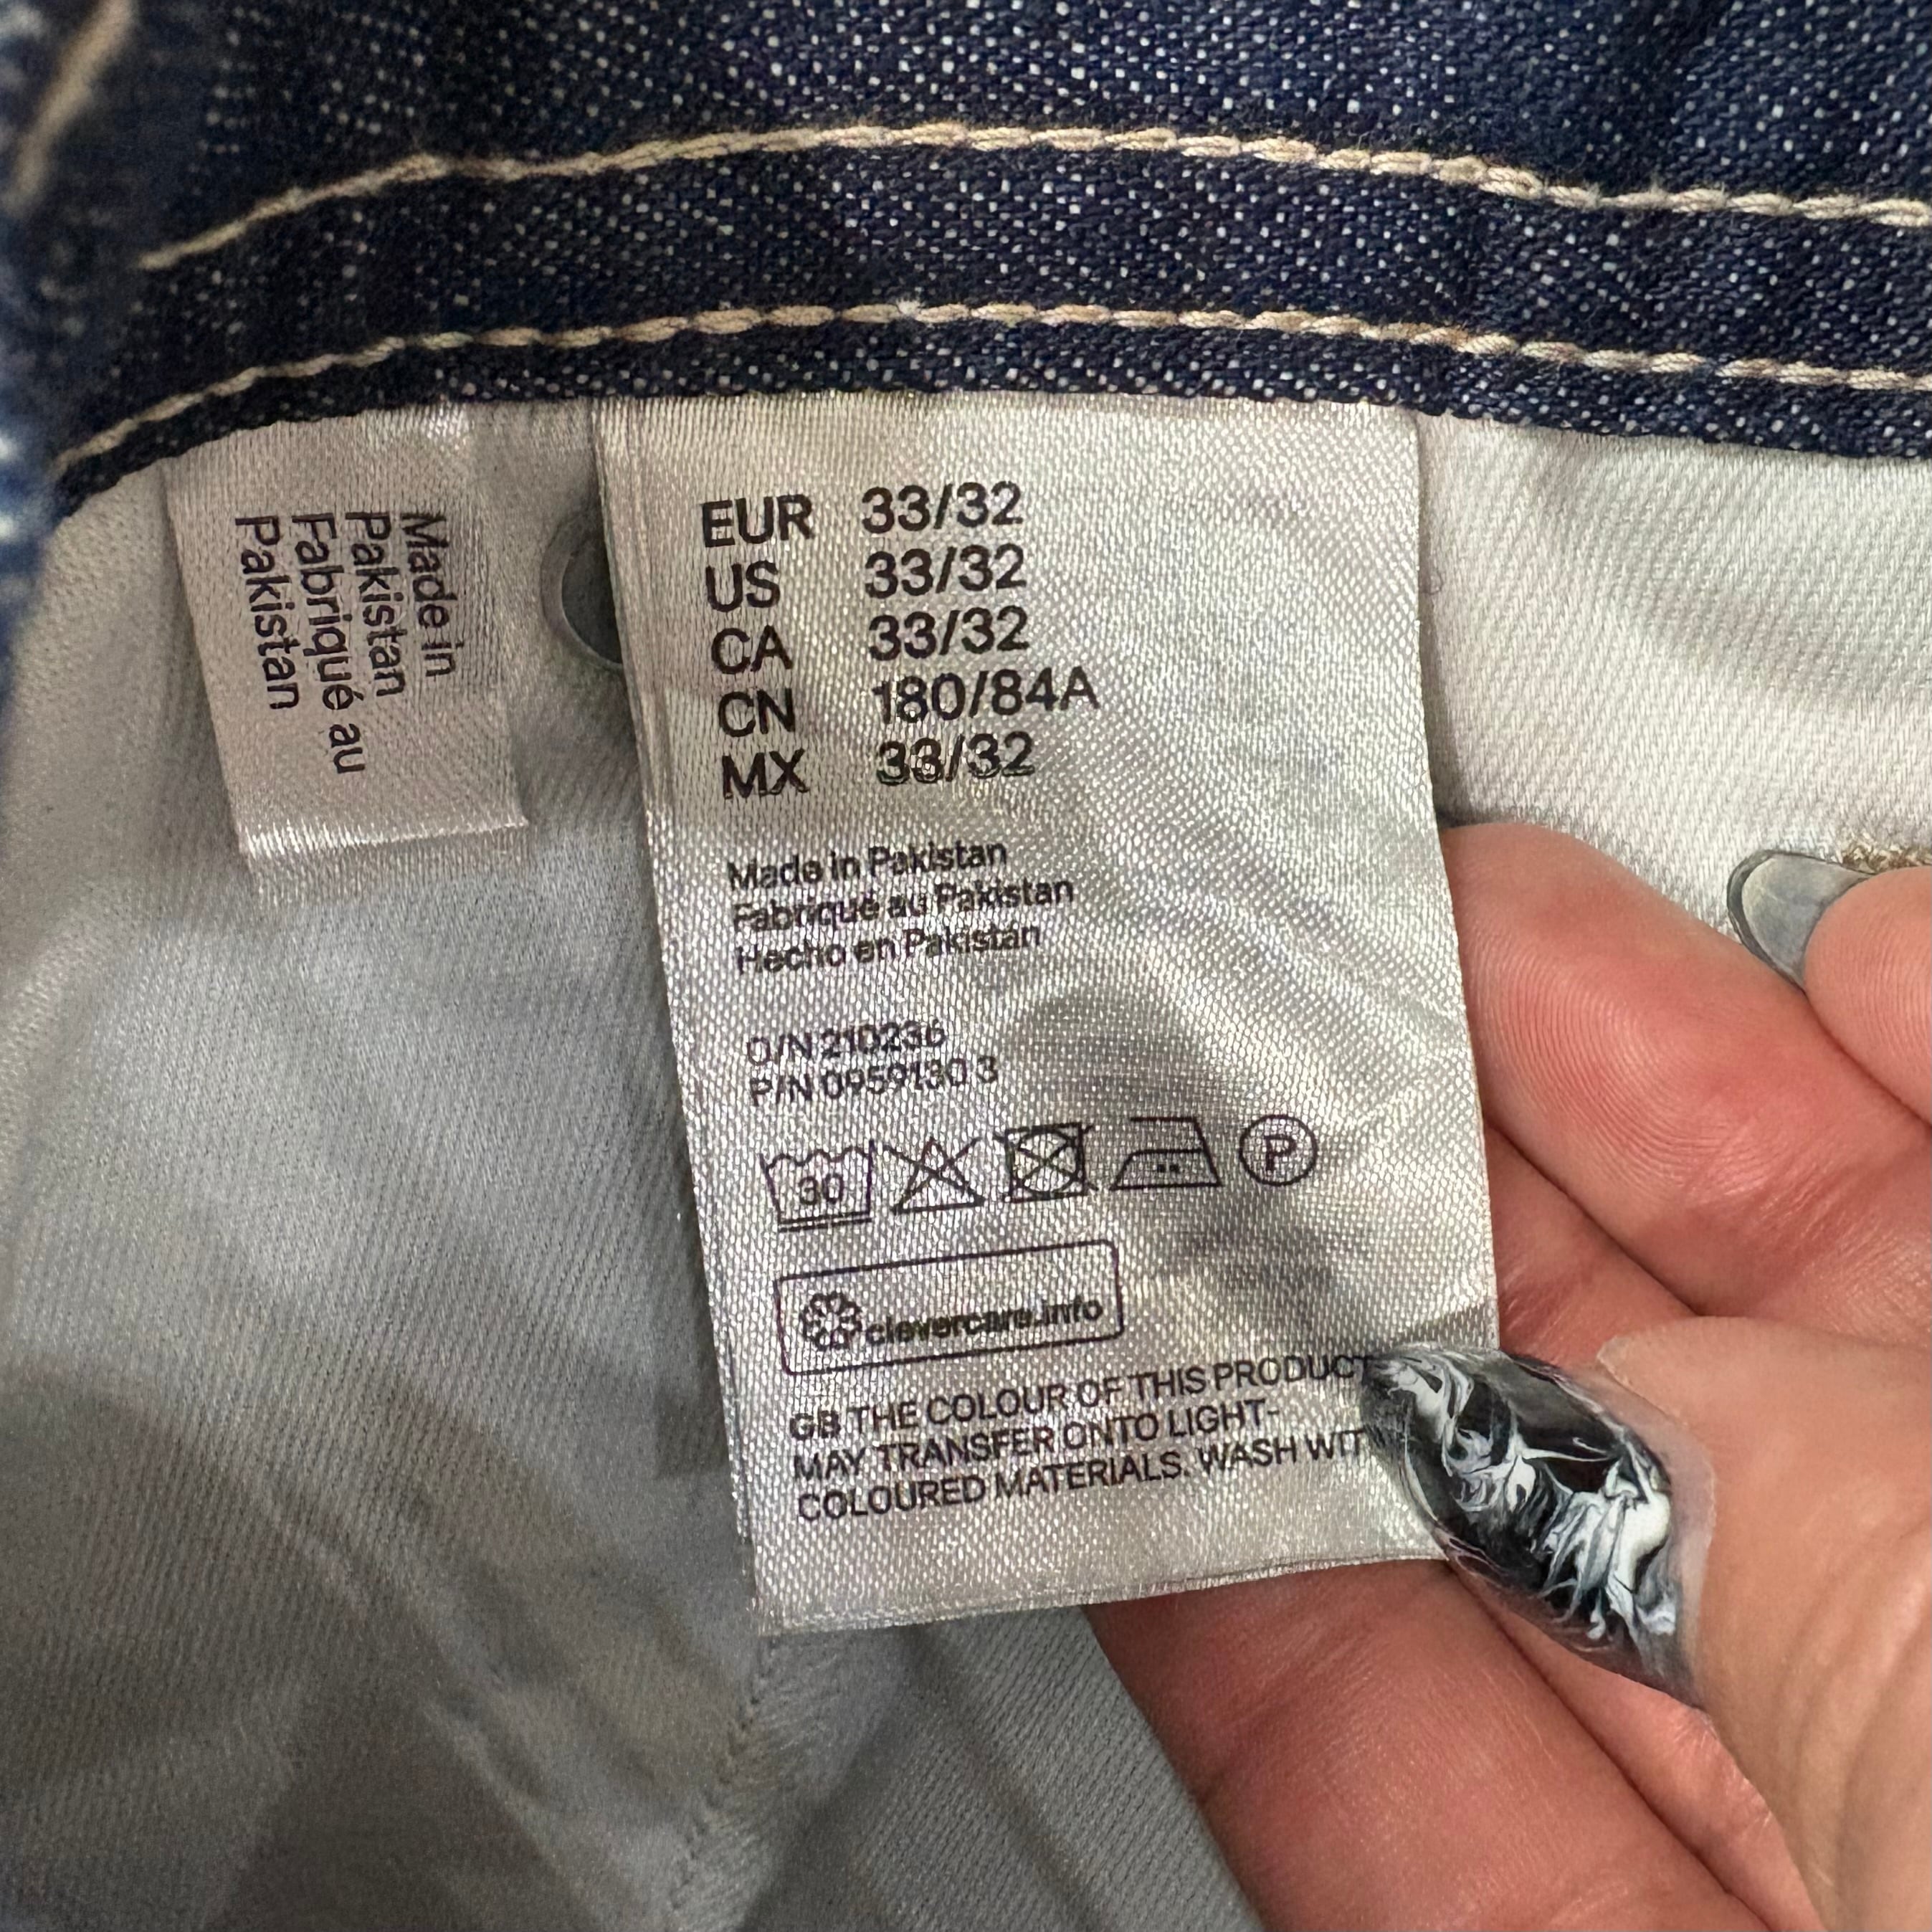 Made in
Pakistan
Fabriqué au
Pakistan
EUR 33/32
US 33/32
CA 33/32
CN 180/84A
MX 33/32
Made in Pakistan
Fabriqué au Pakistan
Hecho en Pakistán
O/N 210236
P/N 0959130 3
30
P
clevercare.info
GB THE COLOUR OF THIS PRODUCT
MAY TRANSFER ONTO LIGHT-
COLOURED MATERIALS. WASH